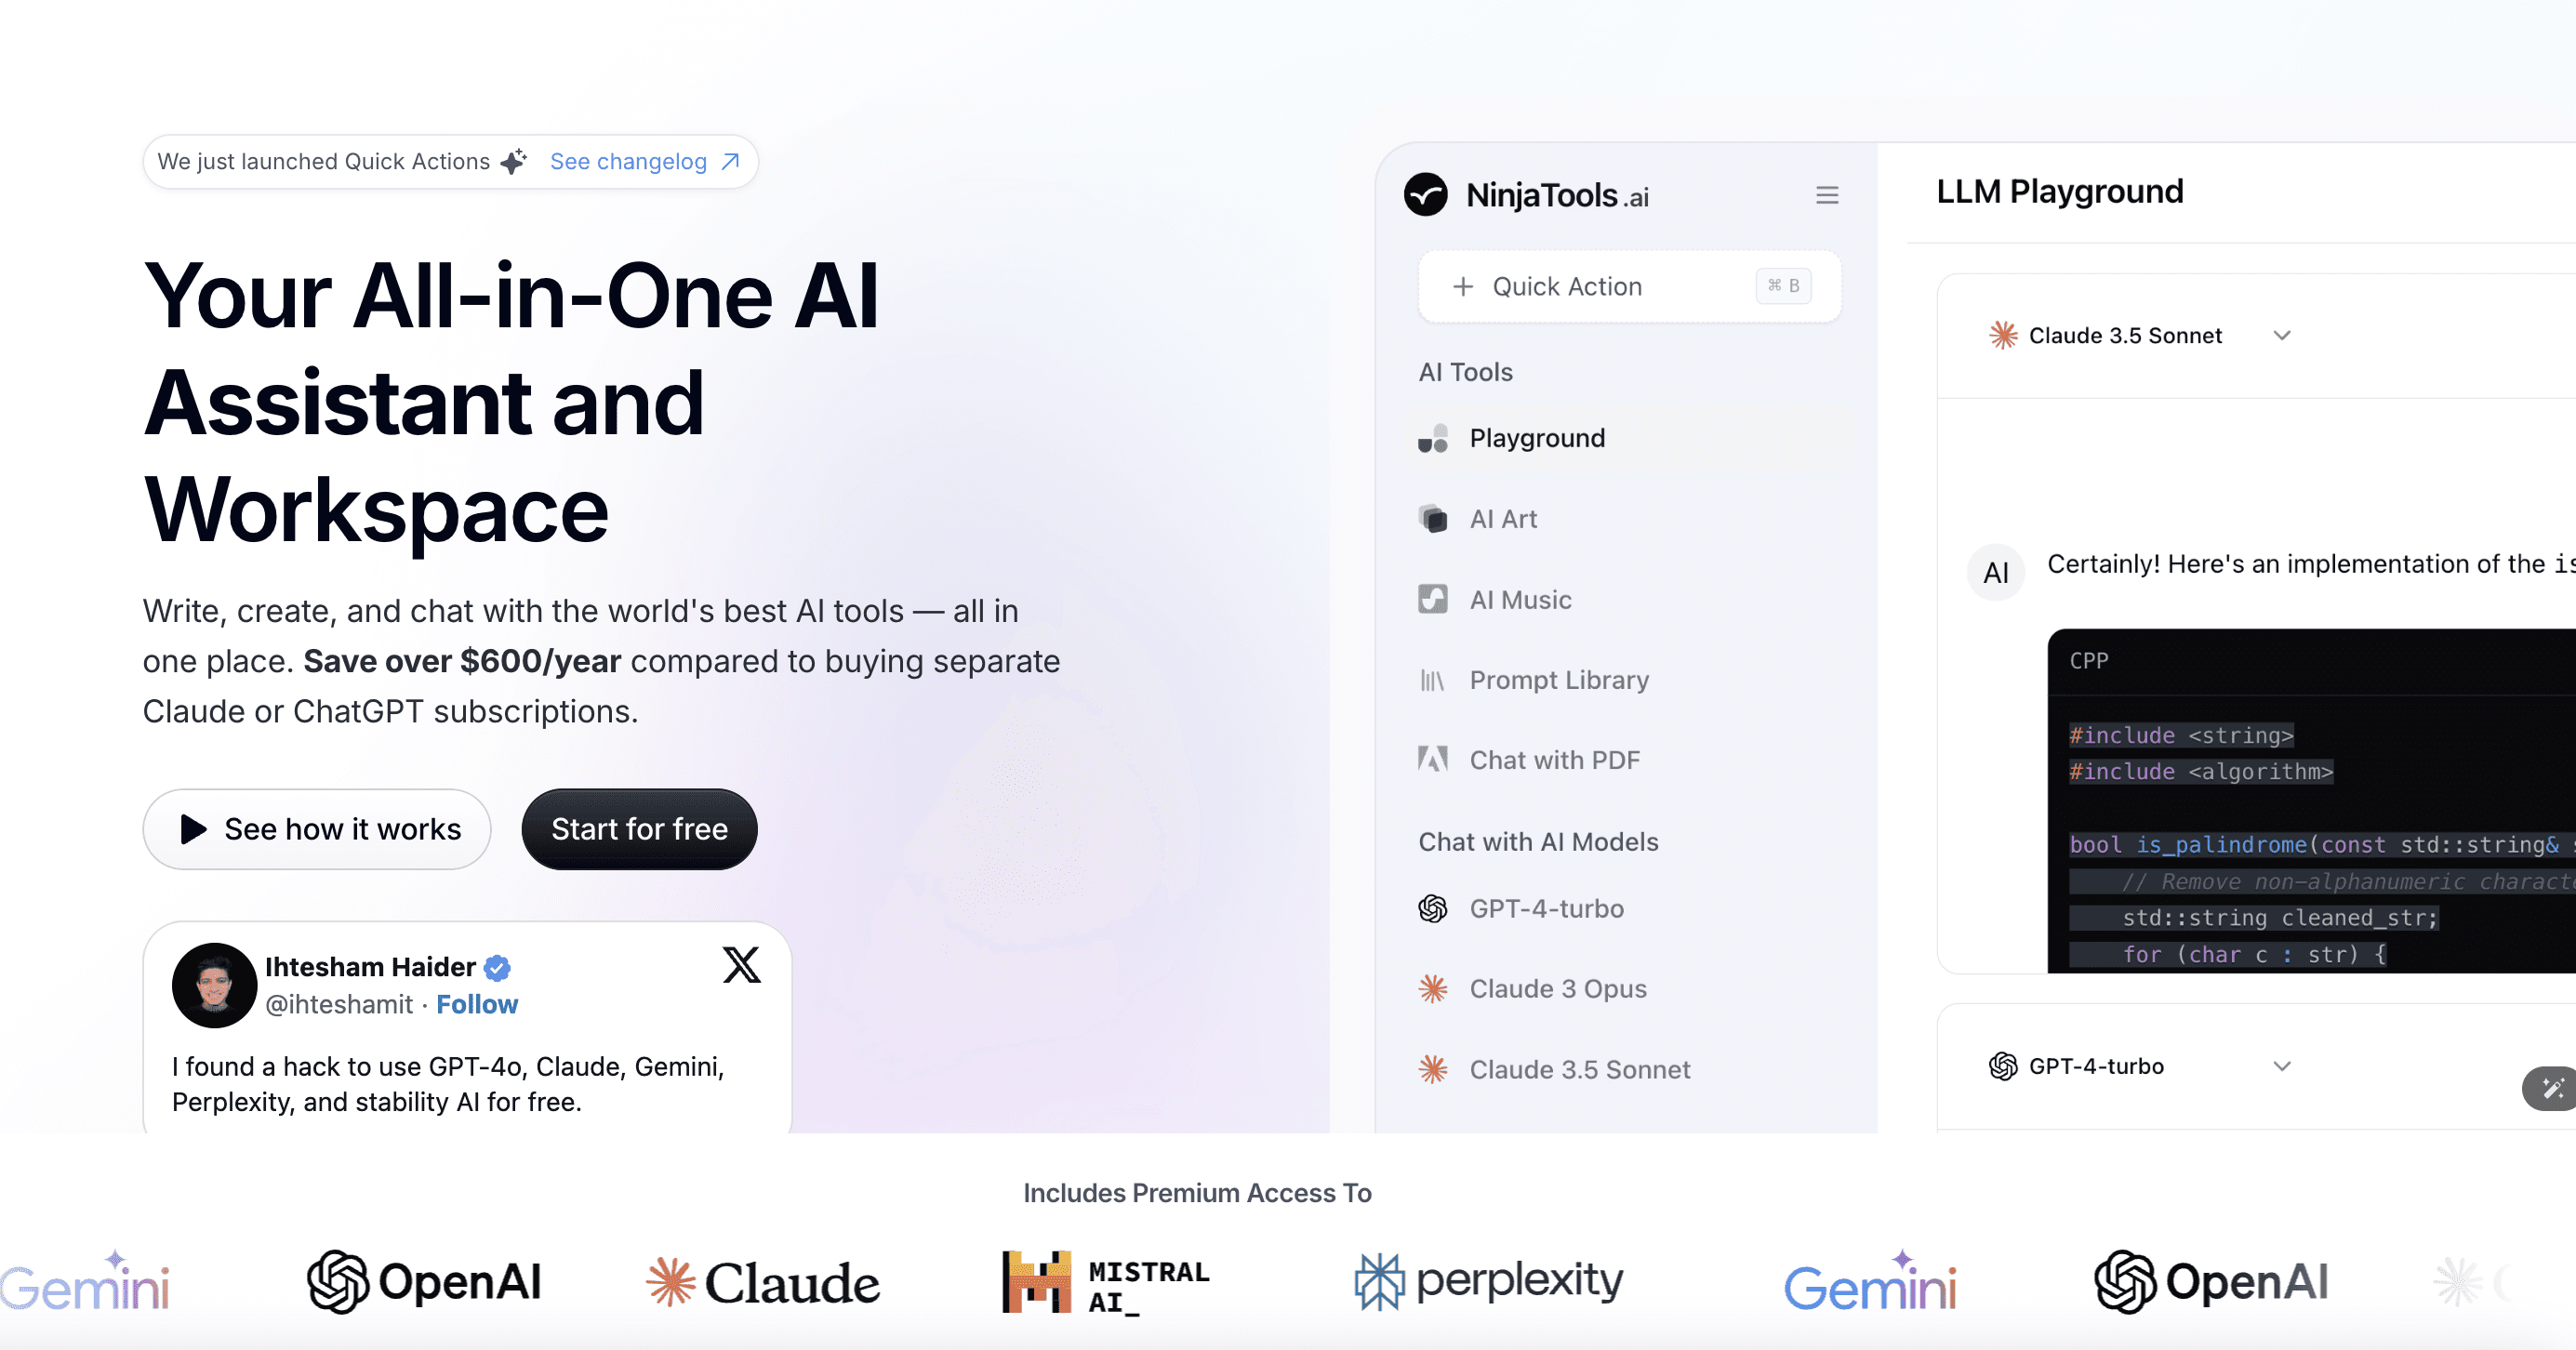 We just launched Quick Actions See changelog
Your All-in-One AI
Assistant and
Workspace
Write, create, and chat with the world's best AI tools — all in
one place. Save over $600/year compared to buying separate
Claude or ChatGPT subscriptions.
See how it works
Start for free
Ihtesham Haider
@ihteshamit · Follow
I found a hack to use GPT-4o, Claude, Gemini,
Perplexity, and stability AI for free.
NinjaTools.ai
+ Quick Action ⌘ B
AI Tools
Playground
AI Art
AI Music
Prompt Library
Chat with PDF
Chat with AI Models
GPT-4-turbo
Claude 3 Opus
Claude 3.5 Sonnet
LLM Playground
Claude 3.5 Sonnet
AI
Certainly! Here's an implementation of the is
CPP
#include <string>
#include <algorithm>
bool is_palindrome(const std::string& s
// Remove non-alphanumeric characte
std::string cleaned_str;
for (char c : str) {
GPT-4-turbo
Includes Premium Access To
Gemini
OpenAI
Claude
MISTRAL
AI_
perplexity
Gemini
OpenAI